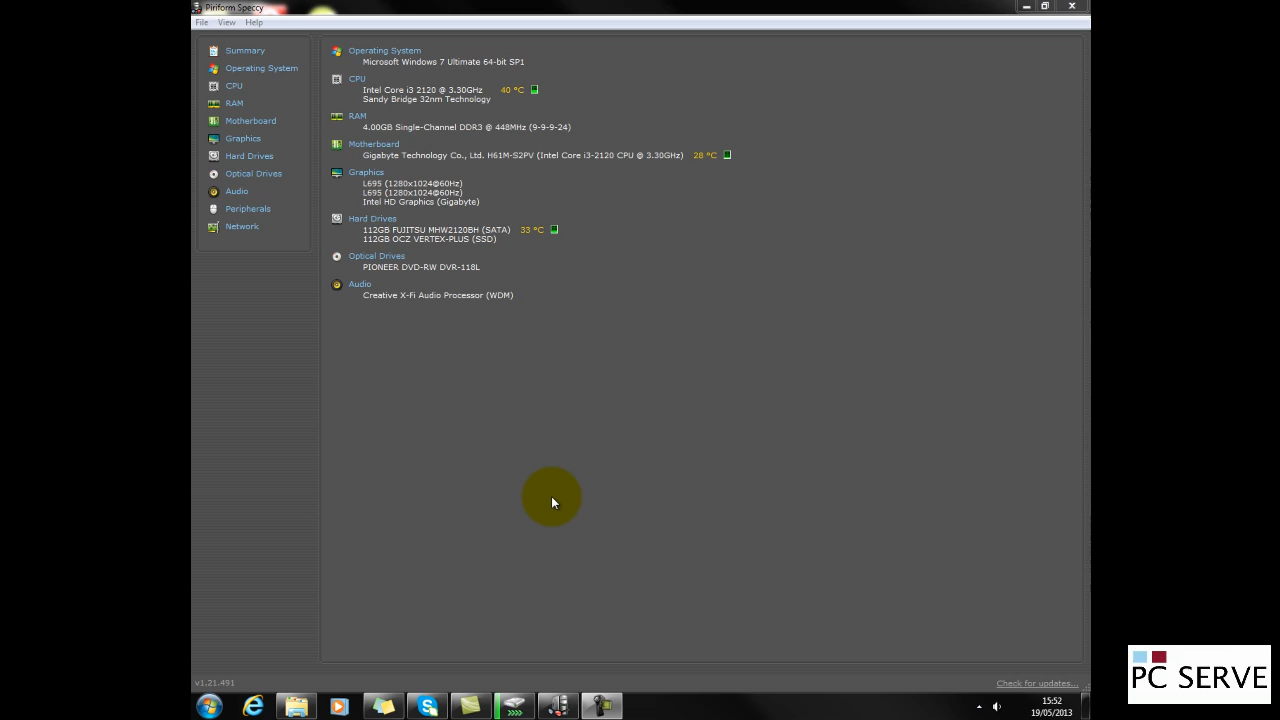 Piriform Speccy
File View Help
Summary
Operating System
CPU
RAM
Motherboard
Graphics
Hard Drives
Optical Drives
Audio
Peripherals
Network
Operating System
Microsoft Windows 7 Ultimate 64-bit SP1
CPU
Intel Core i3 2120 @ 3.30GHz 40 °C
Sandy Bridge 32nm Technology
RAM
4.00GB Single-Channel DDR3 @ 448MHz (9-9-9-24)
Motherboard
Gigabyte Technology Co., Ltd. H61M-S2PV (Intel Core i3-2120 CPU @ 3.30GHz) 28 °C
Graphics
L695 (1280x1024@60Hz)
L695 (1280x1024@60Hz)
Intel HD Graphics (Gigabyte)
Hard Drives
112GB FUJITSU MHW2120BH (SATA) 33 °C
112GB OCZ VERTEX-PLUS (SSD)
Optical Drives
PIONEER DVD-RW DVR-118L
Audio
Creative X-Fi Audio Processor (WDM)
v1.21.491
Check for updates...
15:52
19/05/2013
PC SERVE